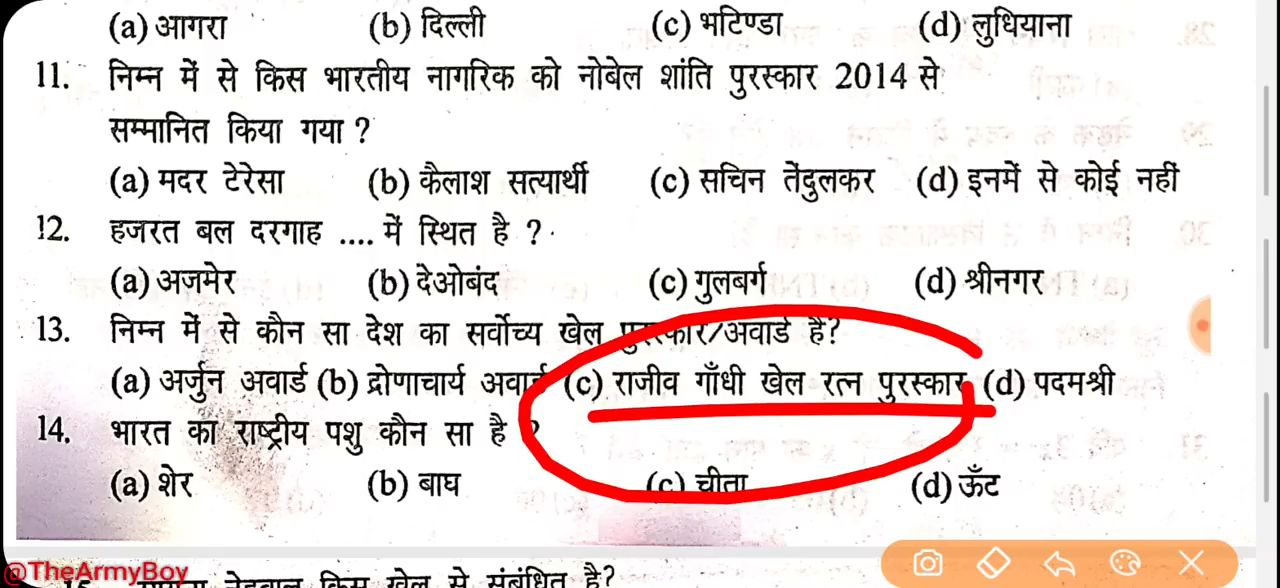 (a) आगरा (b) दिल्ली (c) भटिण्डा (d) लुधियाना
11. निम्न में से किस भारतीय नागरिक को नोबेल शांति पुरस्कार 2014 से
सम्मानित किया गया ?
(a) मदर टेरेसा (b) कैलाश सत्यार्थी (c) सचिन तेंदुलकर (d) इनमें से कोई नहीं
12. हजरत बल दरगाह .... में स्थित है ?
(a) अजमेर (b) देओबंद (c) गुलबर्ग (d) श्रीनगर
13. निम्न में से कौन सा देश का सर्वोच्य खेल पुरस्कार/अवार्ड है?
(a) अर्जुन अवार्ड (b) द्रोणाचार्य अवार्ड (c) राजीव गाँधी खेल रत्न पुरस्कार (d) पदमश्री
14. भारत का राष्ट्रीय पशु कौन सा है ?
(a) शेर (b) बाघ (c) चीता (d) ऊँट
@TheArmyBoy नेहवाल किस खेल से संबंधित है?